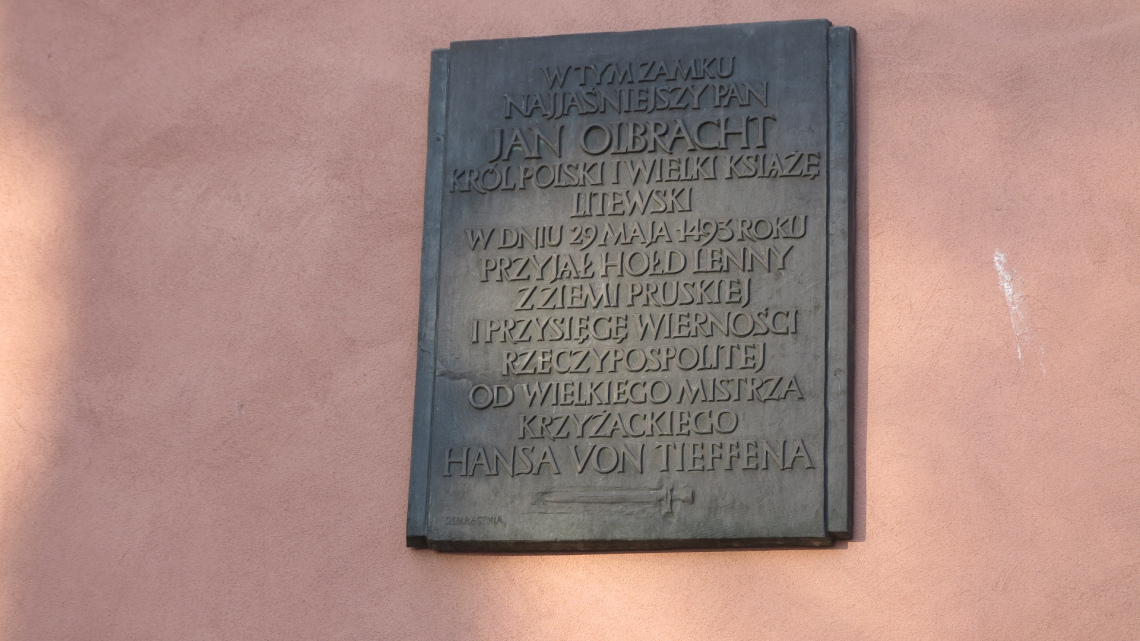 W TYM ZAMKU
NAJJAŚNIEJSZY PAN
JAN OLBRACHT
KRÓL POLSKI I WIELKI KSIĄŻĘ
LITEWSKI
W DNIU 29 MAJA 1493 ROKU
PRZYJĄŁ HOŁD LENNY
Z ZIEMI PRUSKIEJ
I PRZYSIĘGĘ WIERNOŚCI
RZECZYPOSPOLITEJ
OD WIELKIEGO MISTRZA
KRZYŻACKIEGO
HANSA VON TIEFFENA